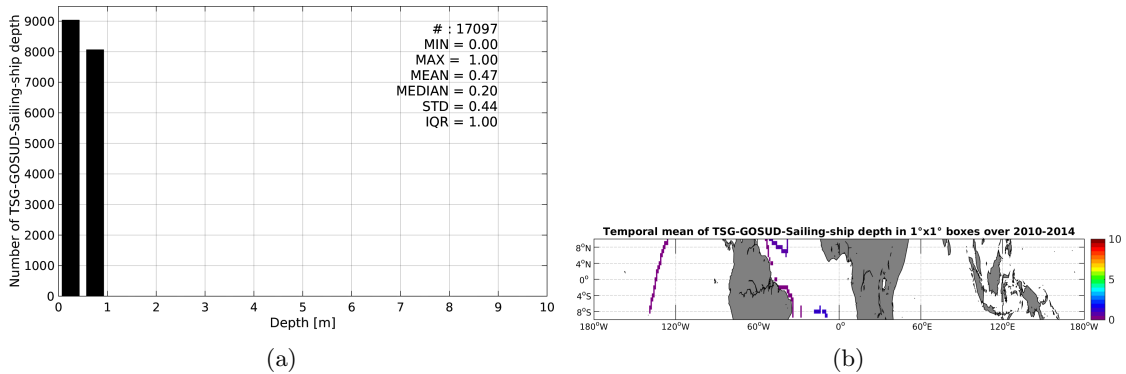 Number of TSG-GOSUD-Sailing-ship depth
9000
8000
7000
6000
5000
4000
3000
2000
1000
0
# : 17097
MIN = 0.00
MAX = 1.00
MEAN = 0.47
MEDIAN = 0.20
STD = 0.44
IQR = 1.00
0 1 2 3 4 5 6 7 8 9 10
Depth [m]
(a)
Temporal mean of TSG-GOSUD-Sailing-ship depth in 1°x1° boxes over 2010-2014
8°N
4°N
0°
4°S
8°S
180°W 120°W 60°W 0° 60°E 120°E 180°W
10
5
0
(b)